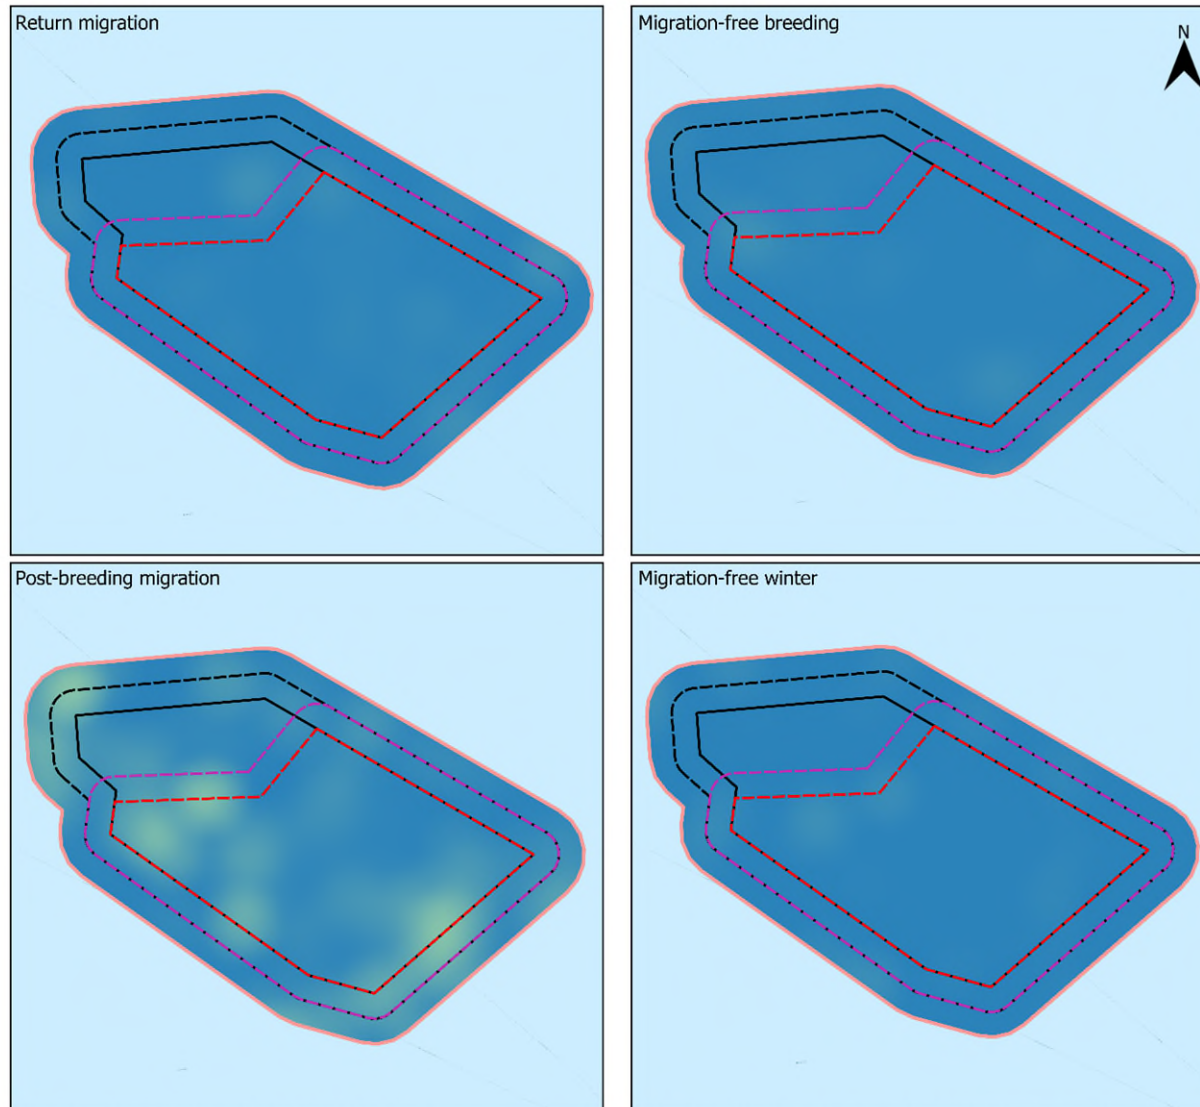 Return migration
Migration-free breeding
N
Post-breeding migration
Migration-free winter